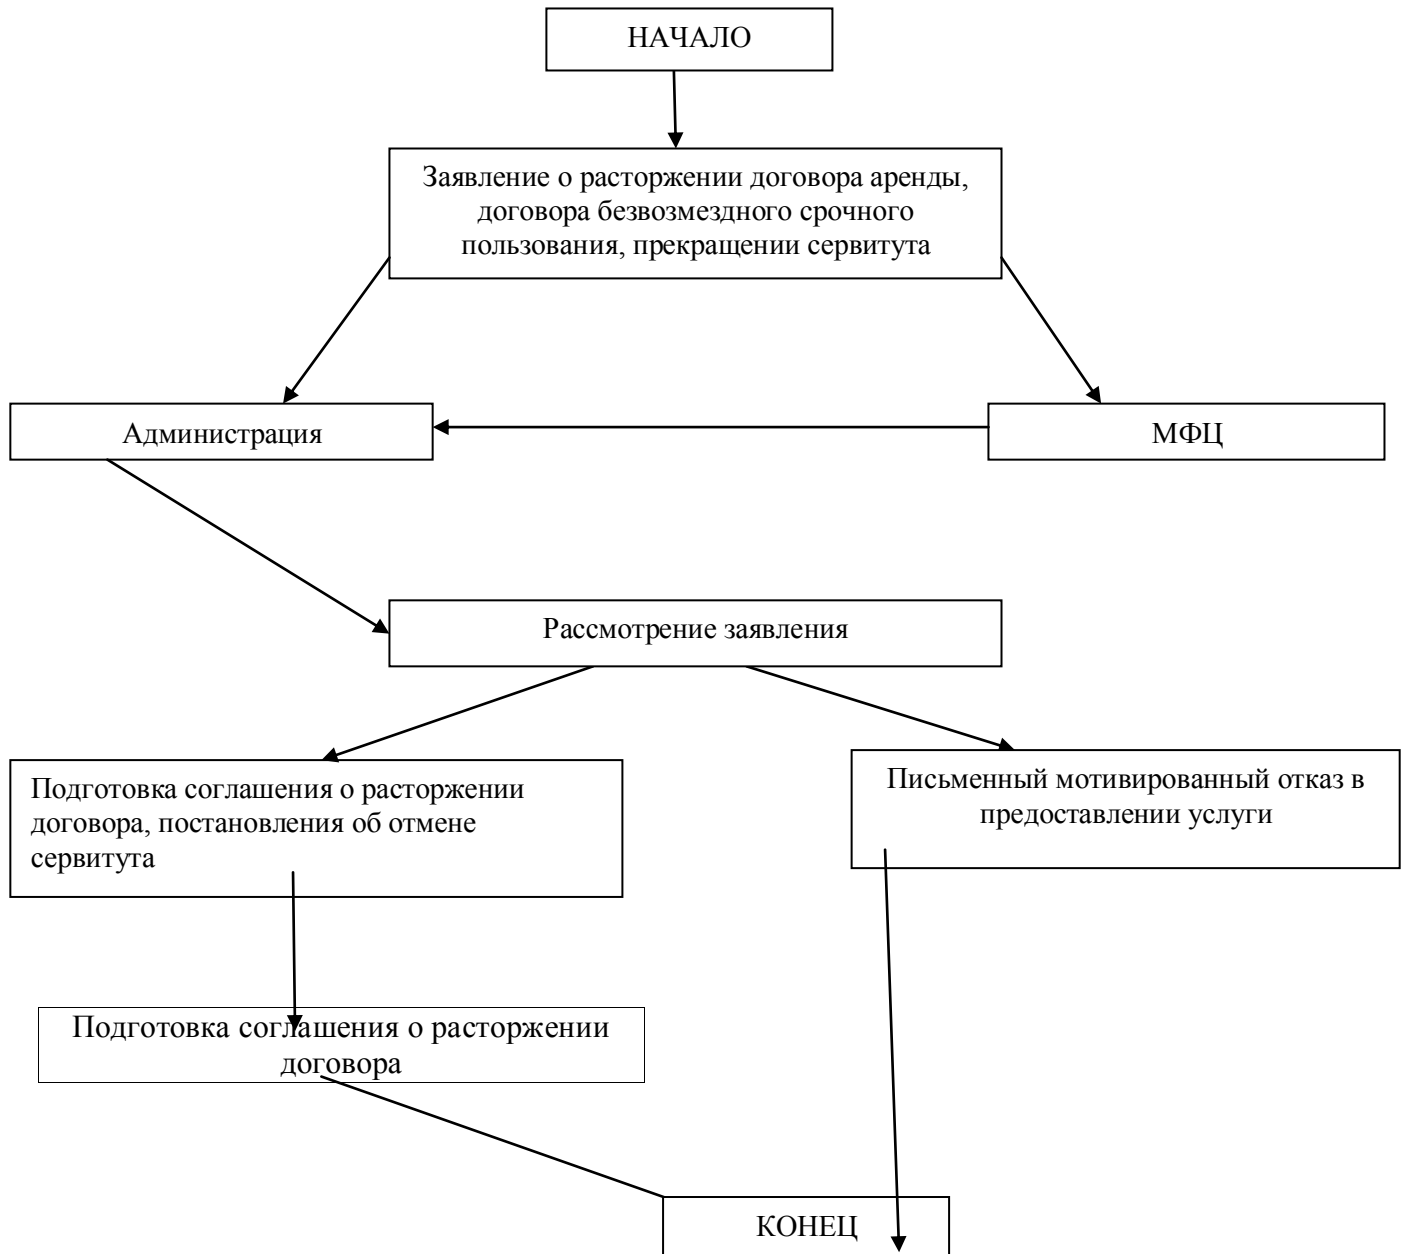 НАЧАЛО
Заявление о расторжении договора аренды,
договора безвозмездного срочного
пользования, прекращении сервитута
Администрация
МФЦ
Рассмотрение заявления
Подготовка соглашения о расторжении
договора, постановления об отмене
сервитута
Письменный мотивированный отказ в
предоставлении услуги
Подготовка соглашения о расторжении
договора
КОНЕЦ